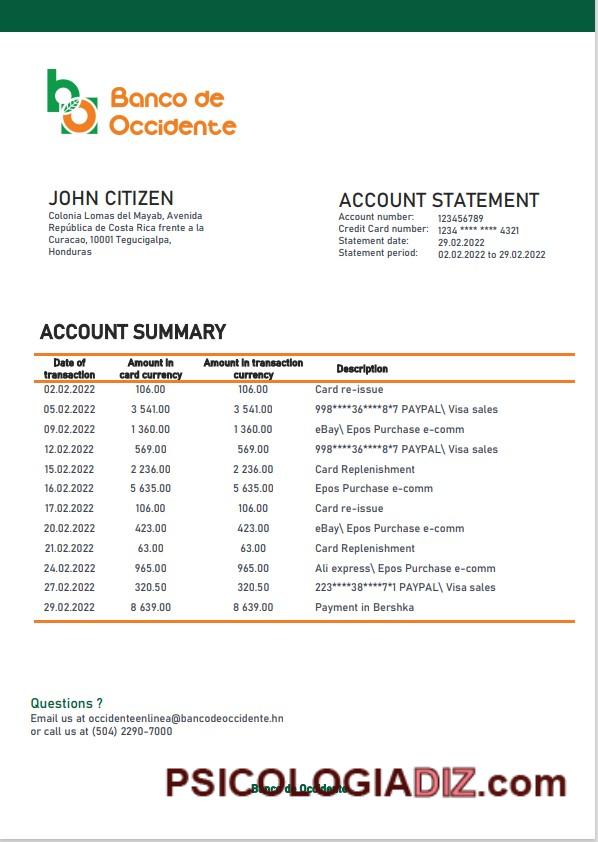 Banco de
Occidente
JOHN CITIZEN
Colonia Lomas del Mayab, Avenida
República de Costa Rica frente a la
Curacao, 10001 Tegucigalpa,
Honduras
ACCOUNT STATEMENT
Account number: 123456789
Credit Card number: 1234 **** **** 4321
Statement date: 29.02.2022
Statement period: 02.02.2022 to 29.02.2022
ACCOUNT SUMMARY
Date of transaction Amount in card currency Amount in transaction currency Description
02.02.2022 106.00 106.00 Card re-issue
05.02.2022 3 541.00 3 541.00 998****36****8*7 PAYPAL\ Visa sales
09.02.2022 1 360.00 1 360.00 eBay\ Epos Purchase e-comm
12.02.2022 569.00 569.00 998****36****8*7 PAYPAL\ Visa sales
15.02.2022 2 236.00 2 236.00 Card Replenishment
16.02.2022 5 635.00 5 635.00 Epos Purchase e-comm
17.02.2022 106.00 106.00 Card re-issue
20.02.2022 423.00 423.00 eBay\ Epos Purchase e-comm
21.02.2022 63.00 63.00 Card Replenishment
24.02.2022 965.00 965.00 Ali express\ Epos Purchase e-comm
27.02.2022 320.50 320.50 223****38****7*1 PAYPAL\ Visa sales
29.02.2022 8 639.00 8 639.00 Payment in Bershka
Questions ?
Email us at occidenteenlinea@bancodeoccidente.hn
or call us at (504) 2290-7000
PSICOLOGIADIZ.com
Banco de Occidente